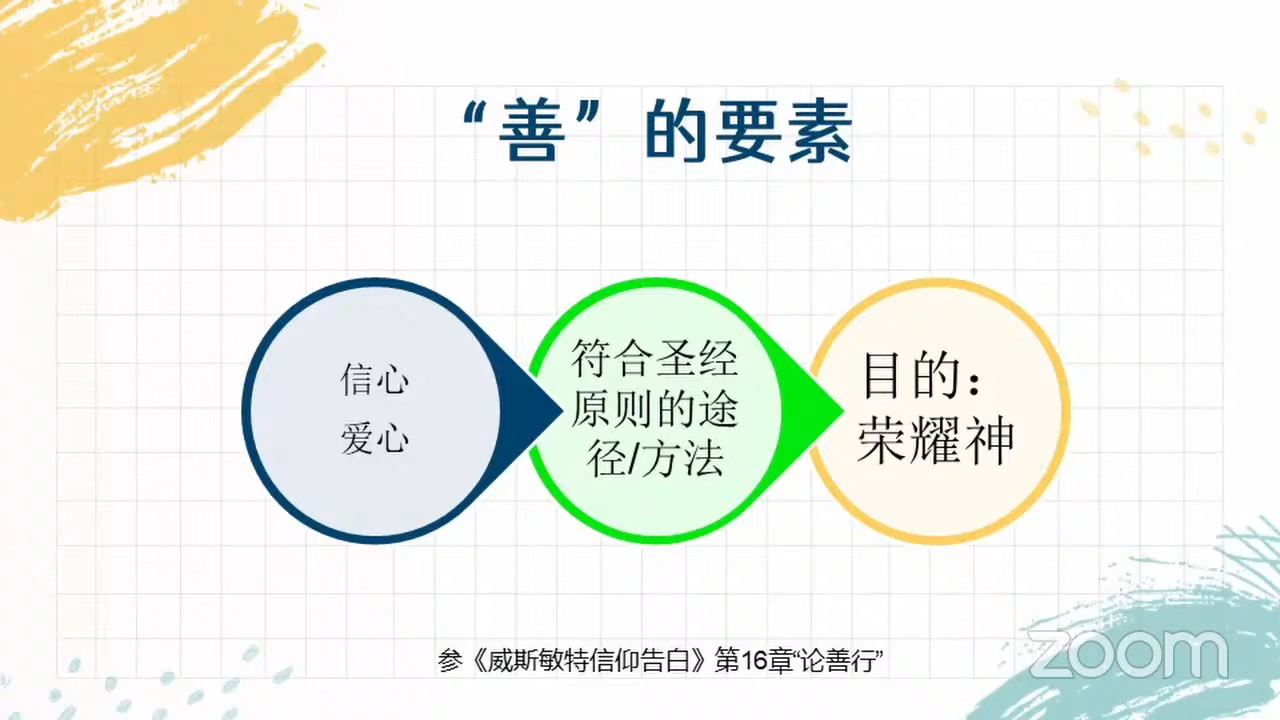 “善”的要素
信心
爱心
符合圣经
原则的途
径/方法
目的：
荣耀神
参《威斯敏特信仰告白》第16章“论善行”
zoom